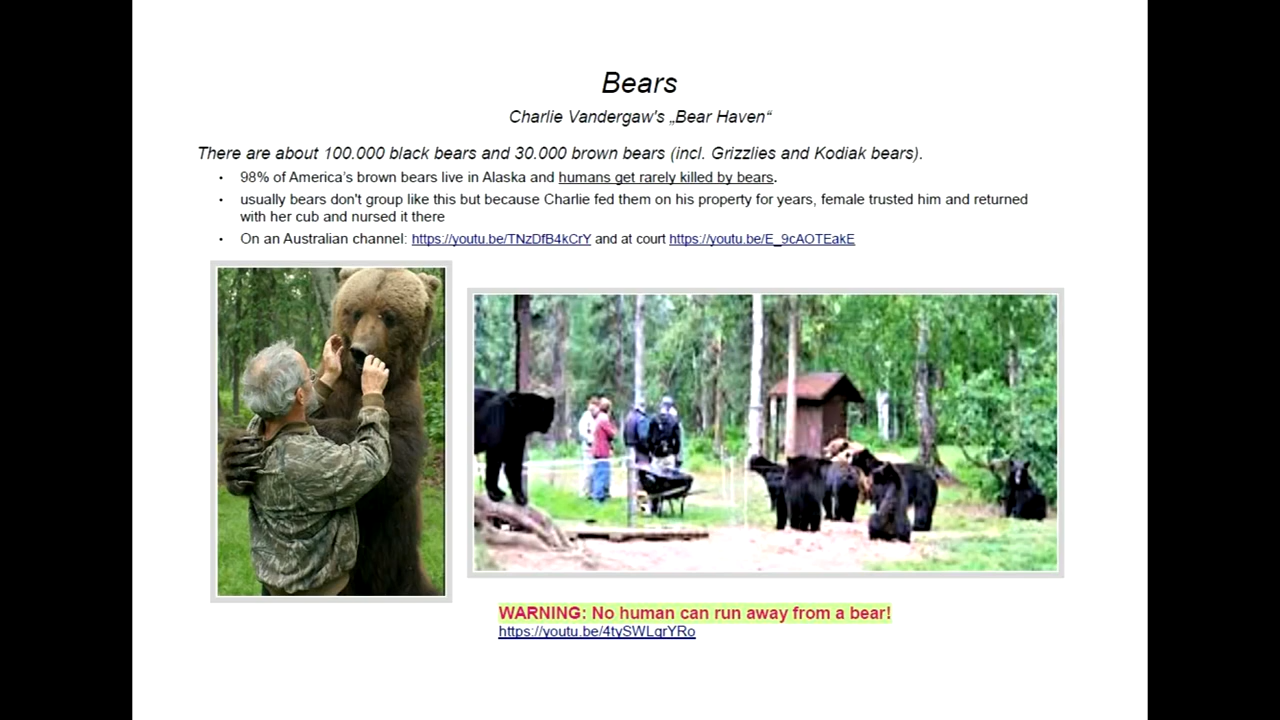 Bears
Charlie Vandergaw's „Bear Haven“
There are about 100.000 black bears and 30.000 brown bears (incl. Grizzlies and Kodiak bears).
• 98% of America’s brown bears live in Alaska and humans get rarely killed by bears.
• usually bears don't group like this but because Charlie fed them on his property for years, female trusted him and returned
with her cub and nursed it there
• On an Australian channel: https://youtu.be/TNzDfB4kCrY and at court https://youtu.be/E_9cAOTEakE
WARNING: No human can run away from a bear!
https://youtu.be/4tySWLgrYRo